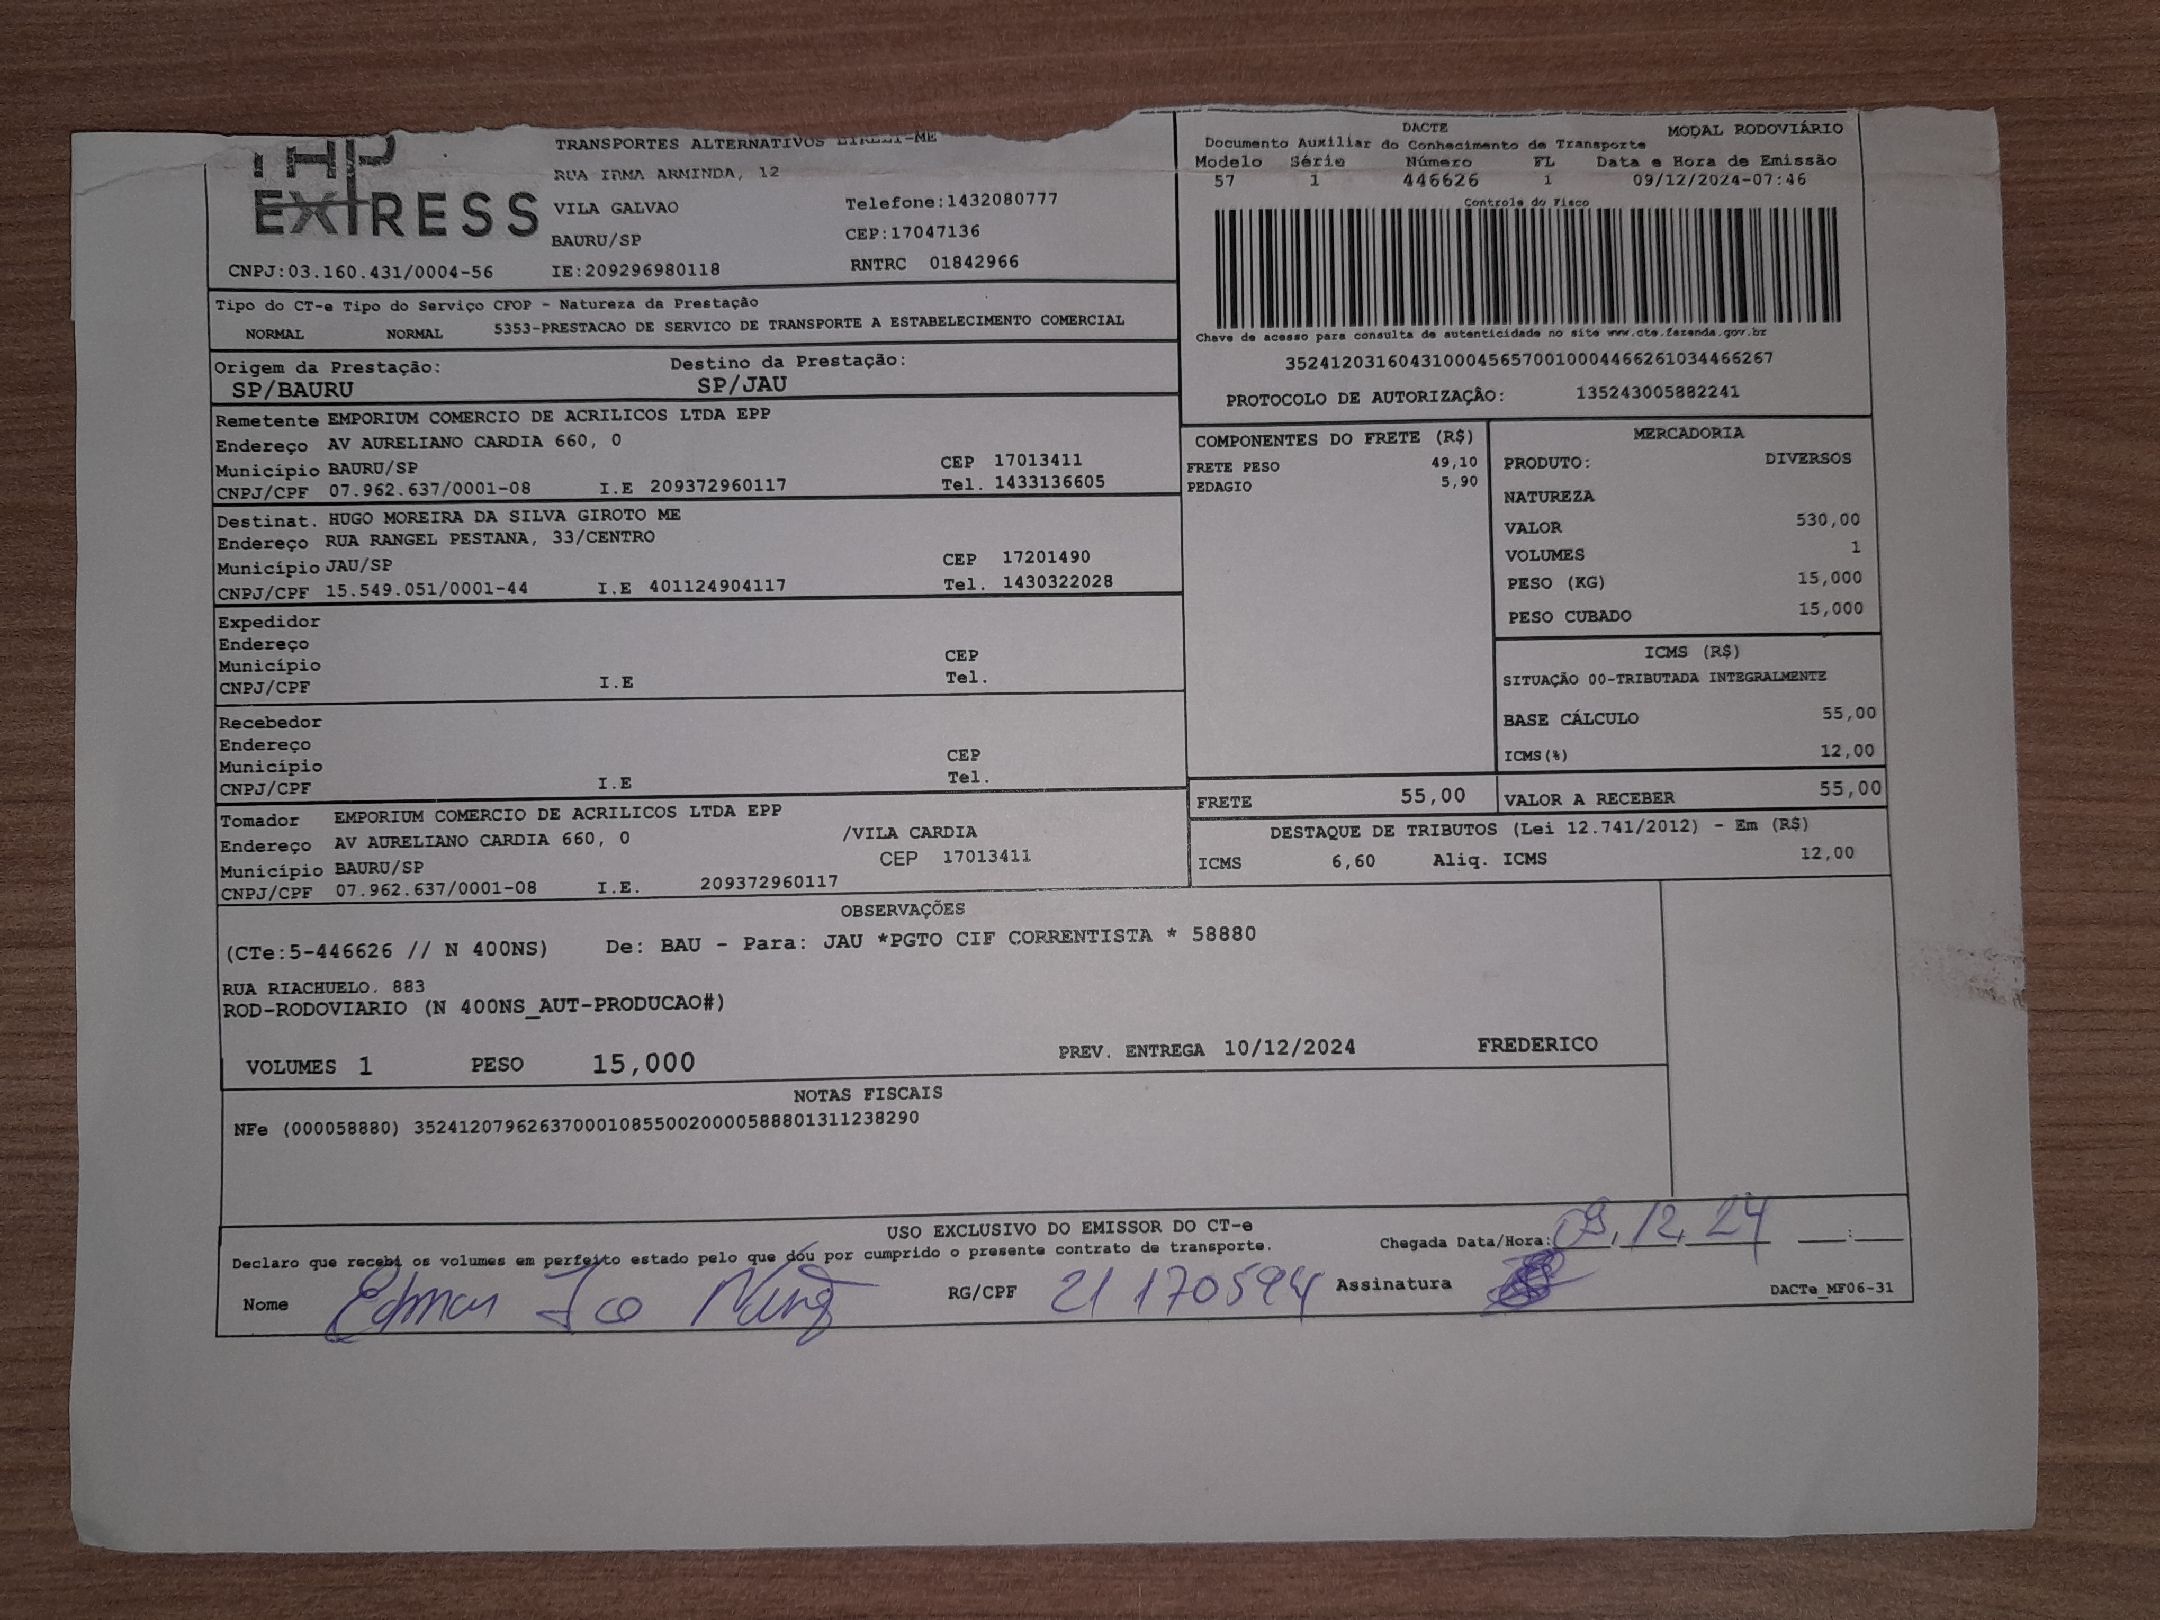 EXPRESS
TRANSPORTES ALTERNATIVOS EIRELI-ME
RUA IRMA ARMINDA, 12
VILA GALVAO
Telefone:1432080777
BAURU/SP
CEP:17047136
CNPJ:03.160.431/0004-56 IE:209296980118 RNTRC 01842966
DACTE MODAL RODOVIÁRIO
Documento Auxiliar do Conhecimento de Transporte
Modelo Série Número FL Data e Hora de Emissão
57 1 446626 1 09/12/2024-07:46
Controle do Fisco
Chave de acesso para consulta de autenticidade no site www.cte.fazenda.gov.br
35241203160431000456570010004466261034466267
PROTOCOLO DE AUTORIZAÇÂO: 135243005882241
Tipo do CT-e Tipo do Serviço CFOP - Natureza da Prestação
NORMAL NORMAL 5353-PRESTACAO DE SERVICO DE TRANSPORTE A ESTABELECIMENTO COMERCIAL
Origem da Prestação: Destino da Prestação:
SP/BAURU SP/JAU
Remetente EMPORIUM COMERCIO DE ACRILICOS LTDA EPP
Endereço AV AURELIANO CARDIA 660, 0
Município BAURU/SP CEP 17013411
CNPJ/CPF 07.962.637/0001-08 I.E 209372960117 Tel. 1433136605
Destinat. HUGO MOREIRA DA SILVA GIROTO ME
Endereço RUA RANGEL PESTANA, 33/CENTRO
Município JAU/SP CEP 17201490
CNPJ/CPF 15.549.051/0001-44 I.E 401124904117 Tel. 1430322028
Expedidor
Endereço
Município CEP
CNPJ/CPF I.E Tel.
Recebedor
Endereço
Município CEP
CNPJ/CPF I.E Tel.
Tomador EMPORIUM COMERCIO DE ACRILICOS LTDA EPP
Endereço AV AURELIANO CARDIA 660, 0 /VILA CARDIA
Município BAURU/SP CEP 17013411
CNPJ/CPF 07.962.637/0001-08 I.E. 209372960117
COMPONENTES DO FRETE (R$)
FRETE PESO 49,10
PEDAGIO 5,90
MERCADORIA
PRODUTO: DIVERSOS
NATUREZA
VALOR 530,00
VOLUMES 1
PESO (KG) 15,000
PESO CUBADO 15,000
ICMS (R$)
SITUAÇÃO 00-TRIBUTADA INTEGRALMENTE
BASE CÁLCULO 55,00
ICMS(%) 12,00
FRETE 55,00 VALOR A RECEBER 55,00
DESTAQUE DE TRIBUTOS (Lei 12.741/2012) - Em (R$)
ICMS 6,60 Aliq. ICMS 12,00
OBSERVAÇÕES
(CTe:5-446626 // N 400NS) De: BAU - Para: JAU *PGTO CIF CORRENTISTA * 58880
RUA RIACHUELO, 883
ROD-RODOVIARIO (N 400NS_AUT-PRODUCAO#)
VOLUMES 1 PESO 15,000 PREV. ENTREGA 10/12/2024 FREDERICO
NOTAS FISCAIS
NFe (000058880) 35241207962637000108550020000588801311238290
USO EXCLUSIVO DO EMISSOR DO CT-e
Declaro que recebi os volumes em perfeito estado pelo que dou por cumprido o presente contrato de transporte.
Chegada Data/Hora: 09.12.24 :
Nome RG/CPF 211170594 Assinatura
DACTe_MF06-31